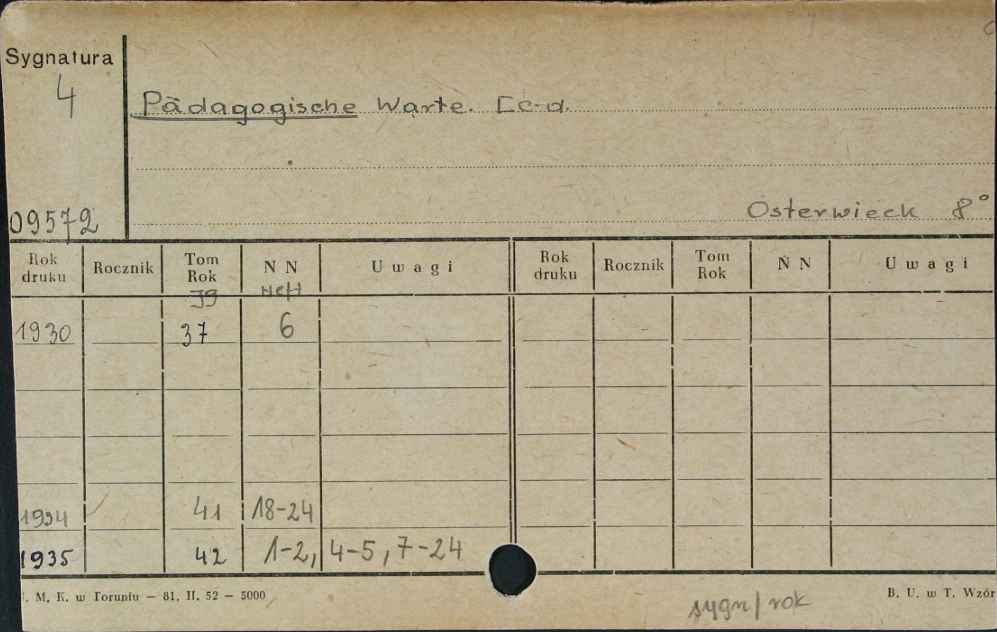 Sygnatura
4
Pädagogische Warte. [c-d.
Osterwieck 8°
09572
Rok druku Rocznik Tom Rok N N Uwagi Rok druku Rocznik Tom Rok N N Uwagi
Jg Heft
1930 37 6
1934 41 18-24
1935 42 1-2, 4-5, 7-24
. M. K. w Toruniu — 81, II. 52 — 5000
B. U. w T. Wzór
sygn/rok